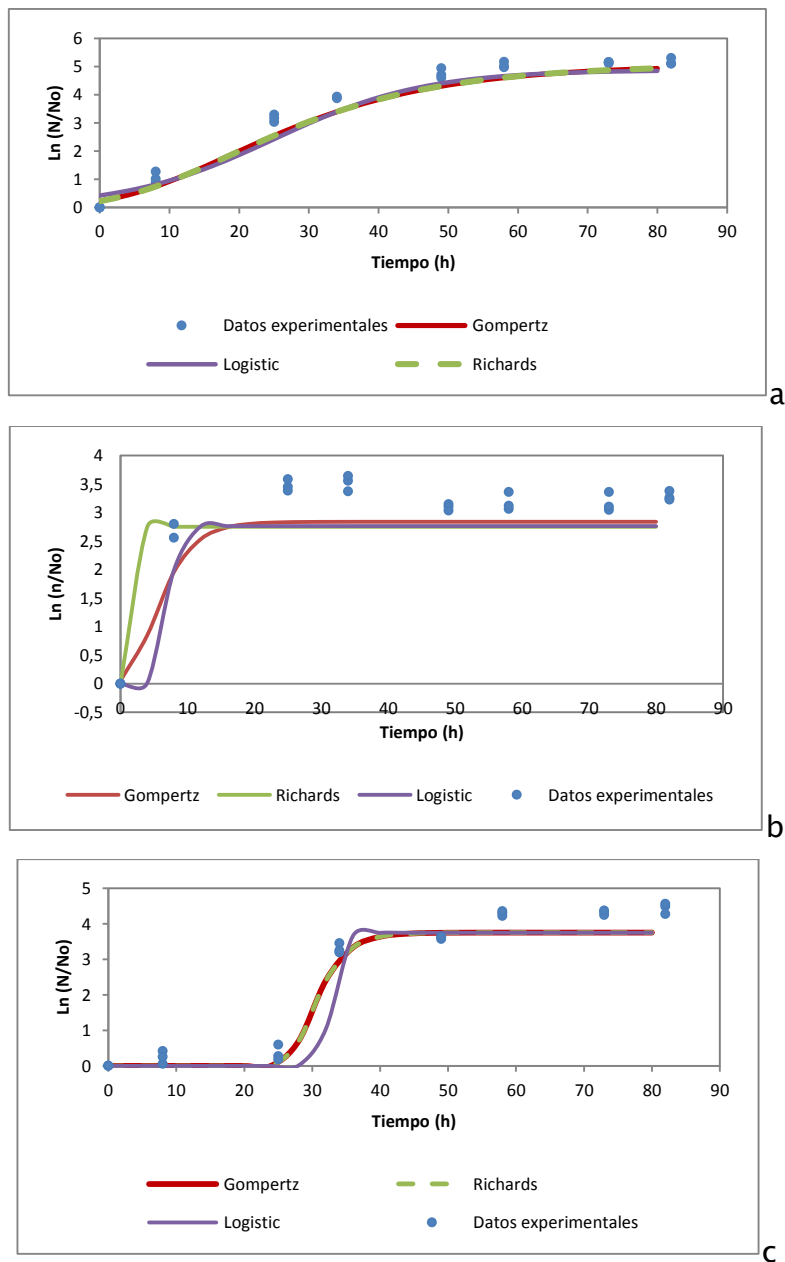 6
5
4
3
2
1
0
Ln (N/No)
0 10 20 30 40 50 60 70 80 90
Tiempo (h)
Datos experimentales Gompertz
Logistic Richards
a
4
3,5
3
2,5
2
1,5
1
0,5
0
-0,5
Ln (n/No)
0 10 20 30 40 50 60 70 80 90
Tiempo (h)
Gompertz Richards Logistic Datos experimentales
b
5
4
3
2
1
0
Ln (N/No)
0 10 20 30 40 50 60 70 80 90
Tiempo (h)
Gompertz Richards
Logistic Datos experimentales
c